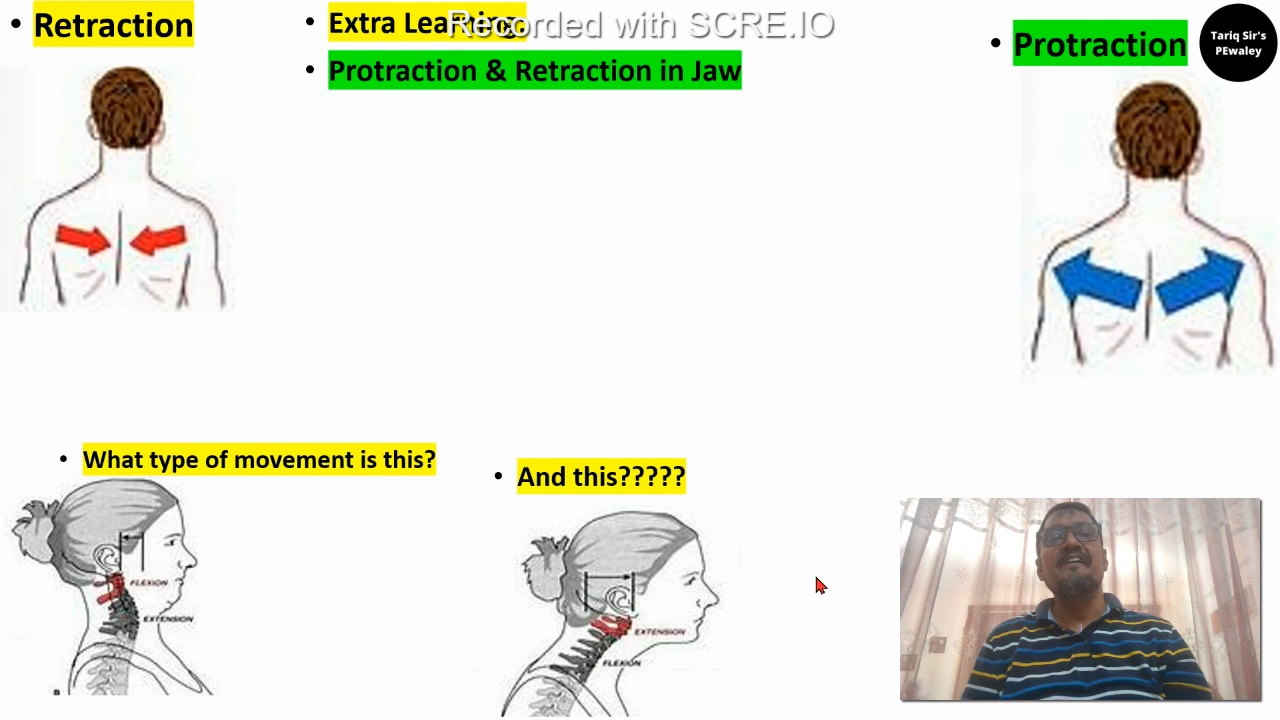 • Retraction
• Extra Learning:
Recorded with SCRE.IO
• Protraction & Retraction in Jaw
• Protraction
Tariq Sir's
PEwaley
• What type of movement is this?
• And this?????
FLEXION
EXTENSION
EXTENSION
FLEXION
B